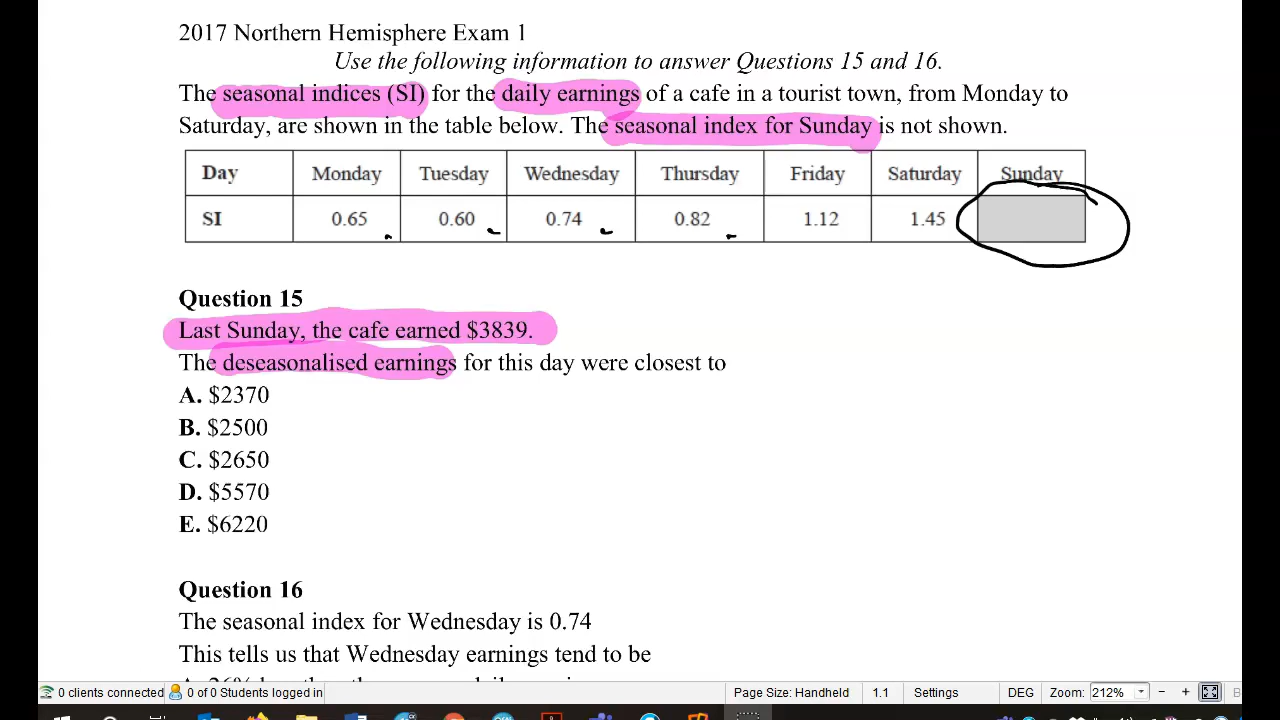 2017 Northern Hemisphere Exam 1
Use the following information to answer Questions 15 and 16.
The seasonal indices (SI) for the daily earnings of a cafe in a tourist town, from Monday to
Saturday, are shown in the table below. The seasonal index for Sunday is not shown.
Day Monday Tuesday Wednesday Thursday Friday Saturday Sunday
SI 0.65 0.60 0.74 0.82 1.12 1.45
Question 15
Last Sunday, the cafe earned $3839.
The deseasonalised earnings for this day were closest to
A. $2370
B. $2500
C. $2650
D. $5570
E. $6220
Question 16
The seasonal index for Wednesday is 0.74
This tells us that Wednesday earnings tend to be
0 clients connected 0 of 0 Students logged in Page Size: Handheld 1.1 Settings DEG Zoom: 212%